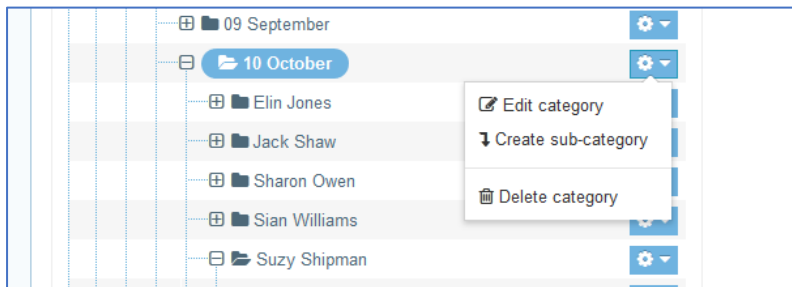 09 September
10 October
Elin Jones
Edit category
Jack Shaw
Create sub-category
Sharon Owen
Delete category
Sian Williams
Suzy Shipman